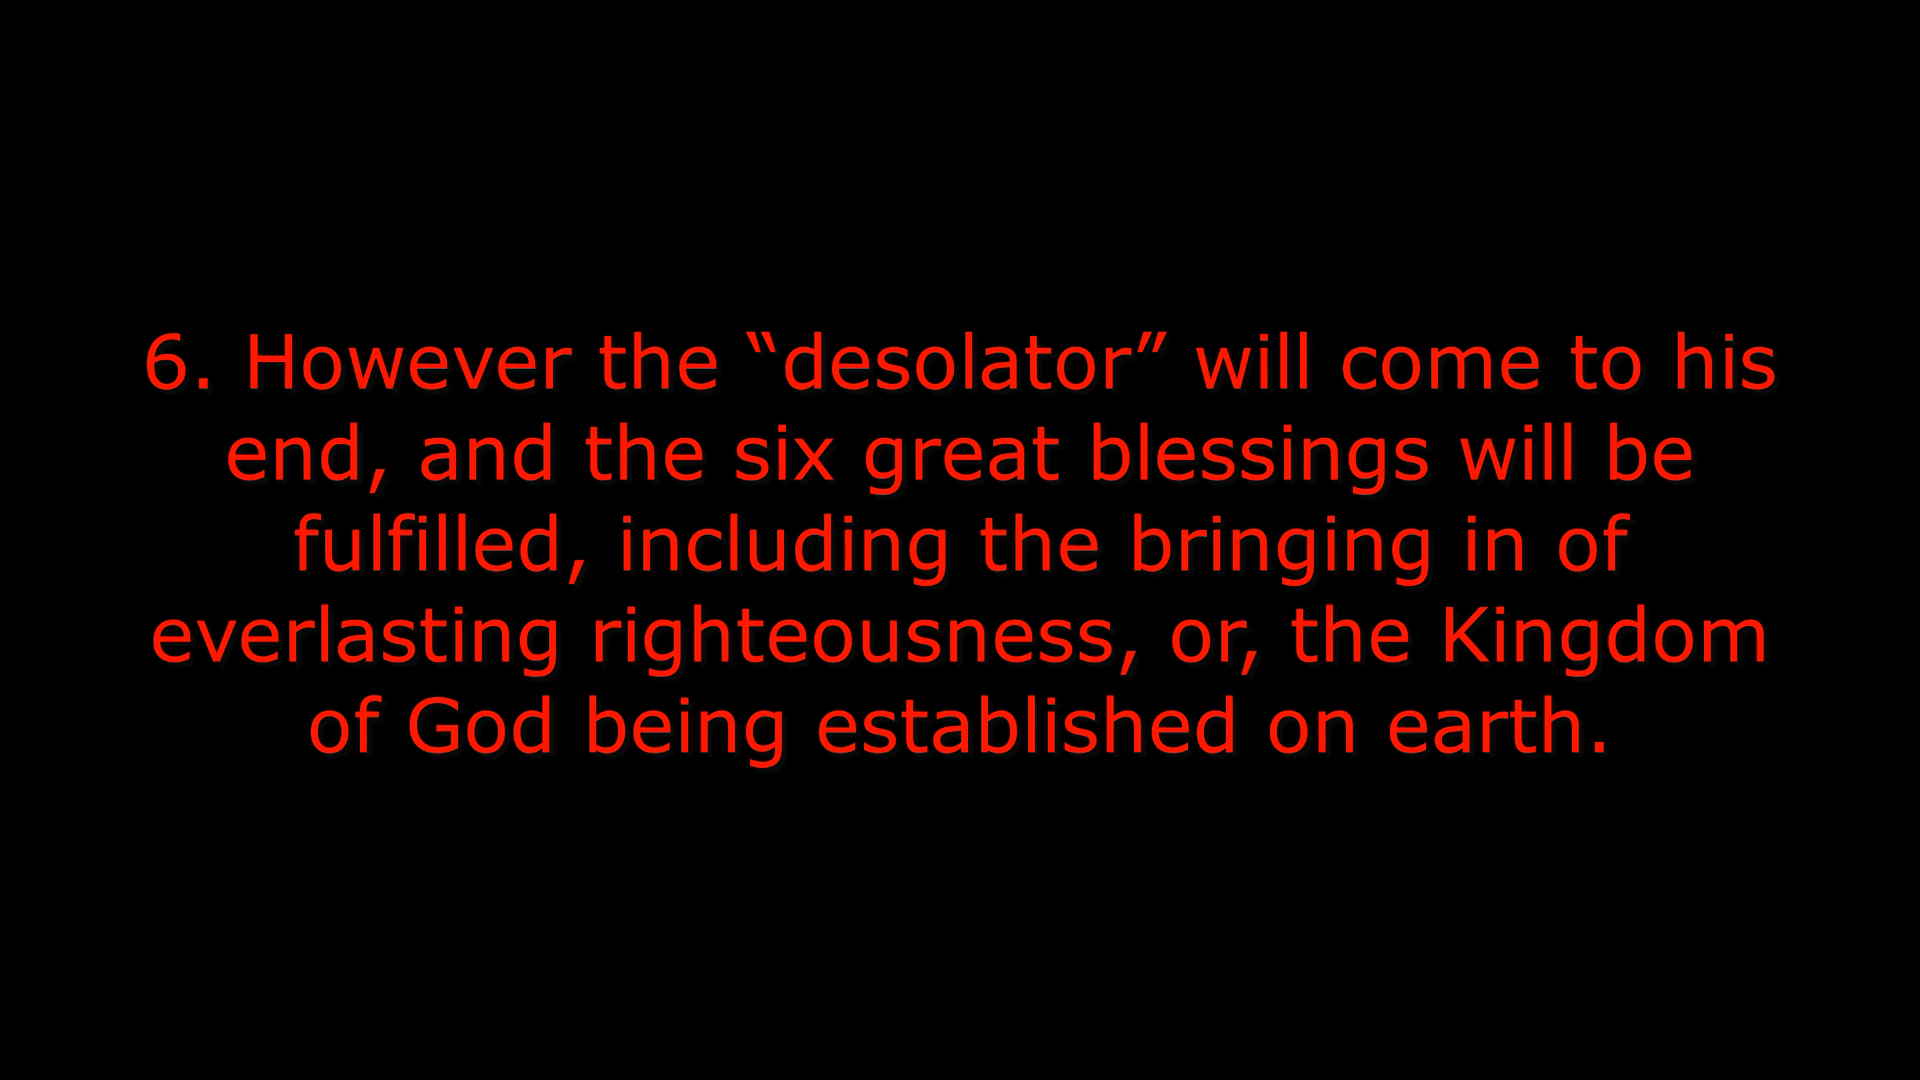 6. However the “desolator” will come to his
end, and the six great blessings will be
fulfilled, including the bringing in of
everlasting righteousness, or, the Kingdom
of God being established on earth.